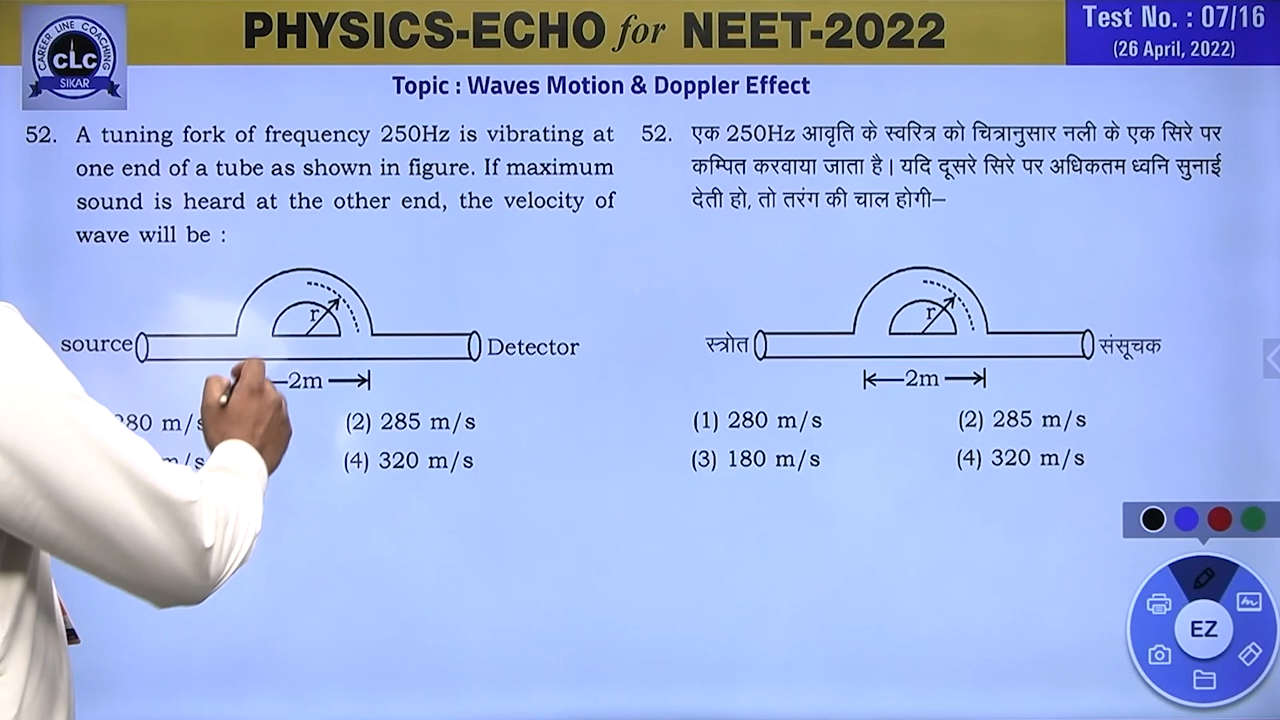 CAREER LINE COACHING
CLC
SIKAR
PHYSICS-ECHO for NEET-2022
Test No. : 07/16
(26 April, 2022)
Topic : Waves Motion & Doppler Effect
52. A tuning fork of frequency 250Hz is vibrating at
one end of a tube as shown in figure. If maximum
sound is heard at the other end, the velocity of
wave will be :
r
source
Detector
2m
80 m/s
(2) 285 m/s
m/s
(4) 320 m/s
52. एक 250Hz आवृति के स्वरित्र को चित्रानुसार नली के एक सिरे पर
कम्पित करवाया जाता है। यदि दूसरे सिरे पर अधिकतम ध्वनि सुनाई
देती हो, तो तरंग की चाल होगी–
r
स्त्रोत
संसूचक
2m
(1) 280 m/s
(2) 285 m/s
(3) 180 m/s
(4) 320 m/s
EZ